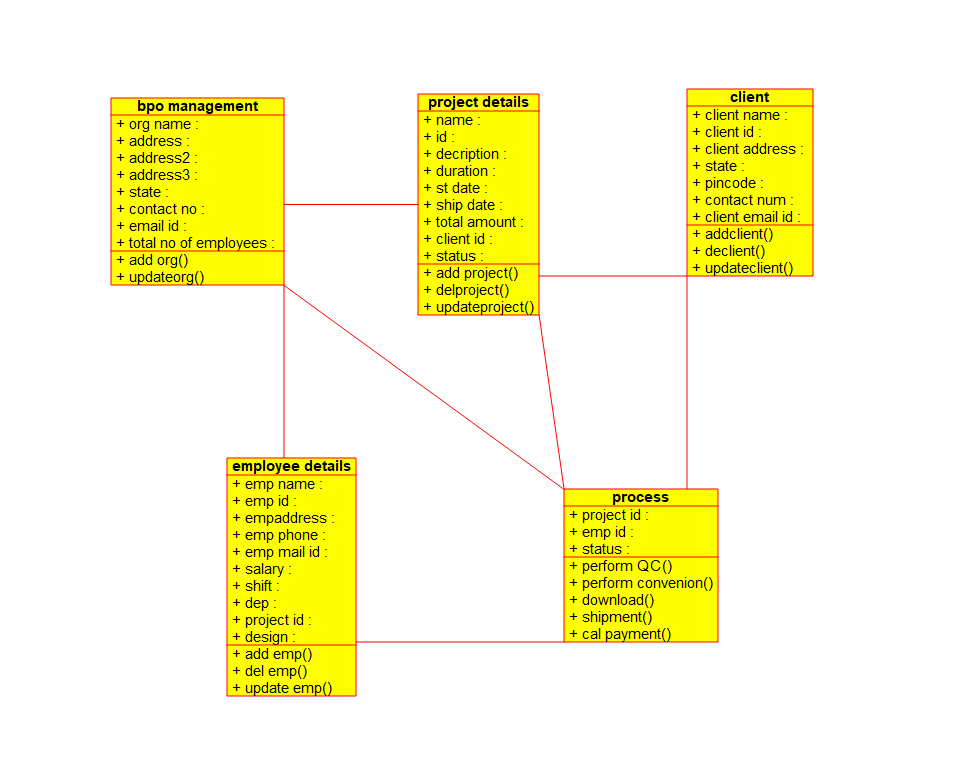 bpo management
+ org name :
+ address :
+ address2 :
+ address3 :
+ state :
+ contact no :
+ email id :
+ total no of employees :
+ add org()
+ updateorg()
project details
+ name :
+ id :
+ decription :
+ duration :
+ st date :
+ ship date :
+ total amount :
+ client id :
+ status :
+ add project()
+ delproject()
+ updateproject()
client
+ client name :
+ client id :
+ client address :
+ state :
+ pincode :
+ contact num :
+ client email id :
+ addclient()
+ declient()
+ updateclient()
employee details
+ emp name :
+ emp id :
+ empaddress :
+ emp phone :
+ emp mail id :
+ salary :
+ shift :
+ dep :
+ project id :
+ design :
+ add emp()
+ del emp()
+ update emp()
process
+ project id :
+ emp id :
+ status :
+ perform QC()
+ perform convenion()
+ download()
+ shipment()
+ cal payment()